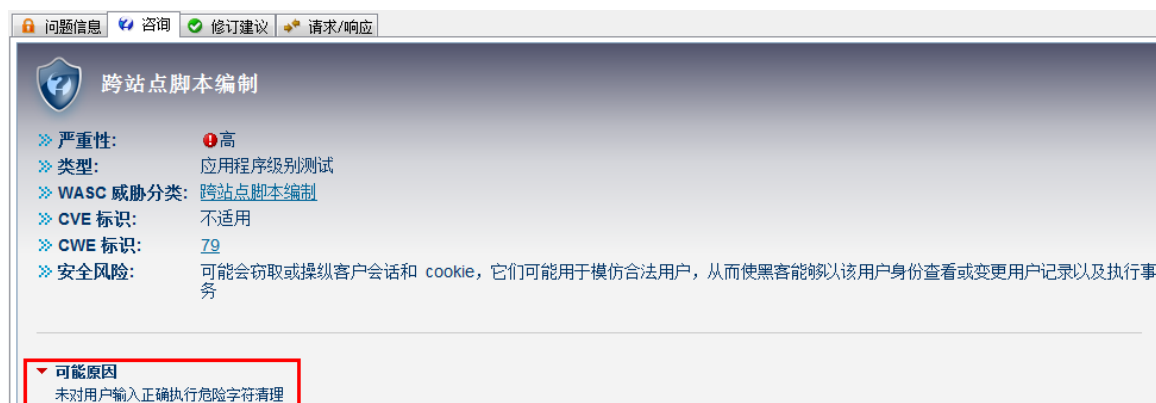 问题信息 咨询 修订建议 请求/响应
跨站点脚本编制
严重性: 高
类型: 应用程序级别测试
WASC 威胁分类: 跨站点脚本编制
CVE 标识: 不适用
CWE 标识: 79
安全风险: 可能会窃取或操纵客户会话和 cookie，它们可能用于模仿合法用户，从而使黑客能够以该用户身份查看或变更用户记录以及执行事
务
可能原因
未对用户输入正确执行危险字符清理